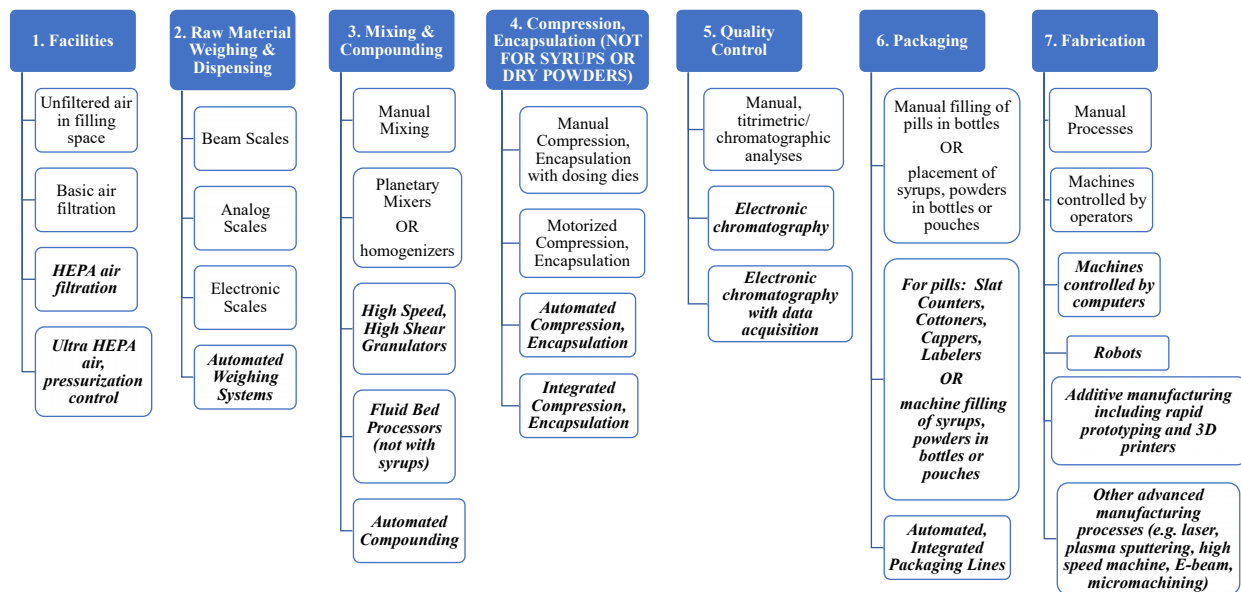 1. Facilities
Unfiltered air
in filling
space
Basic air
filtration
HEPA air
filtration
Ultra HEPA
air,
pressurization
control
2. Raw Material
Weighing &
Dispensing
Beam Scales
Analog
Scales
Electronic
Scales
Automated
Weighing
Systems
3. Mixing &
Compounding
Manual
Mixing
Planetary
Mixers
OR
homogenizers
High Speed,
High Shear
Granulators
Fluid Bed
Processors
(not with
syrups)
Automated
Compounding
4. Compression,
Encapsulation (NOT
FOR SYRUPS OR
DRY POWDERS)
Manual
Compression,
Encapsulation
with dosing dies
Motorized
Compression,
Encapsulation
Automated
Compression,
Encapsulation
Integrated
Compression,
Encapsulation
5. Quality
Control
Manual,
titrimetric/
chromatographic
analyses
Electronic
chromatography
Electronic
chromatography
with data
acquisition
6. Packaging
Manual filling of
pills in bottles
OR
placement of
syrups, powders
in bottles or
pouches
For pills: Slat
Counters,
Cottoners,
Cappers,
Labelers
OR
machine filling
of syrups,
powders in
bottles or
pouches
Automated,
Integrated
Packaging Lines
7. Fabrication
Manual
Processes
Machines
controlled by
operators
Machines
controlled by
computers
Robots
Additive manufacturing
including rapid
prototyping and 3D
printers
Other advanced
manufacturing
processes (e.g. laser,
plasma sputtering, high
speed machine, E-beam,
micromachining)